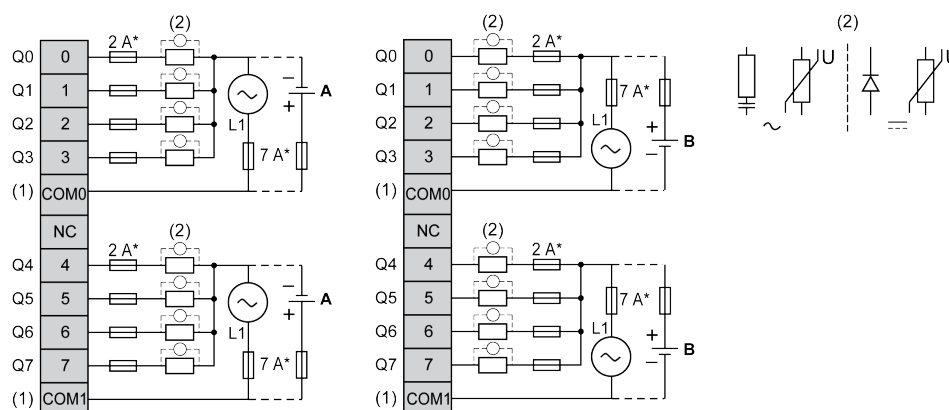 (2)
Q0 0 2 A*
Q1 1 A
Q2 2 L1
Q3 3 7 A*
(1) COM0
NC
(2)
Q4 4 2 A*
Q5 5 A
Q6 6 L1
Q7 7 7 A*
(1) COM1
(2)
Q0 0 2 A*
Q1 1 7 A*
Q2 2 L1
Q3 3 B
(1) COM0
NC
(2)
Q4 4 2 A*
Q5 5 7 A*
Q6 6 L1
Q7 7 B
(1) COM1
(2)
U U